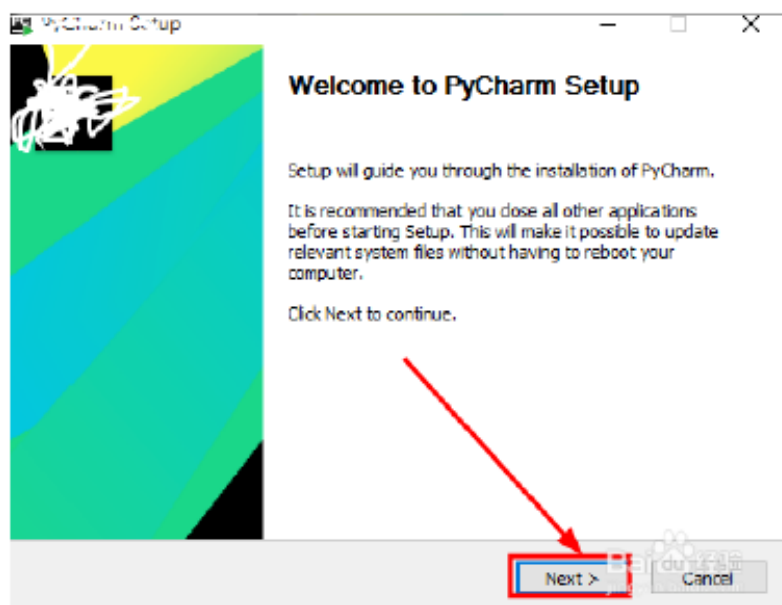 PyCharm Setup
Welcome to PyCharm Setup
Setup will guide you through the installation of PyCharm.
It is recommended that you close all other applications
before starting Setup. This will make it possible to update
relevant system files without having to reboot your
computer.
Click Next to continue.
Next >
Cancel